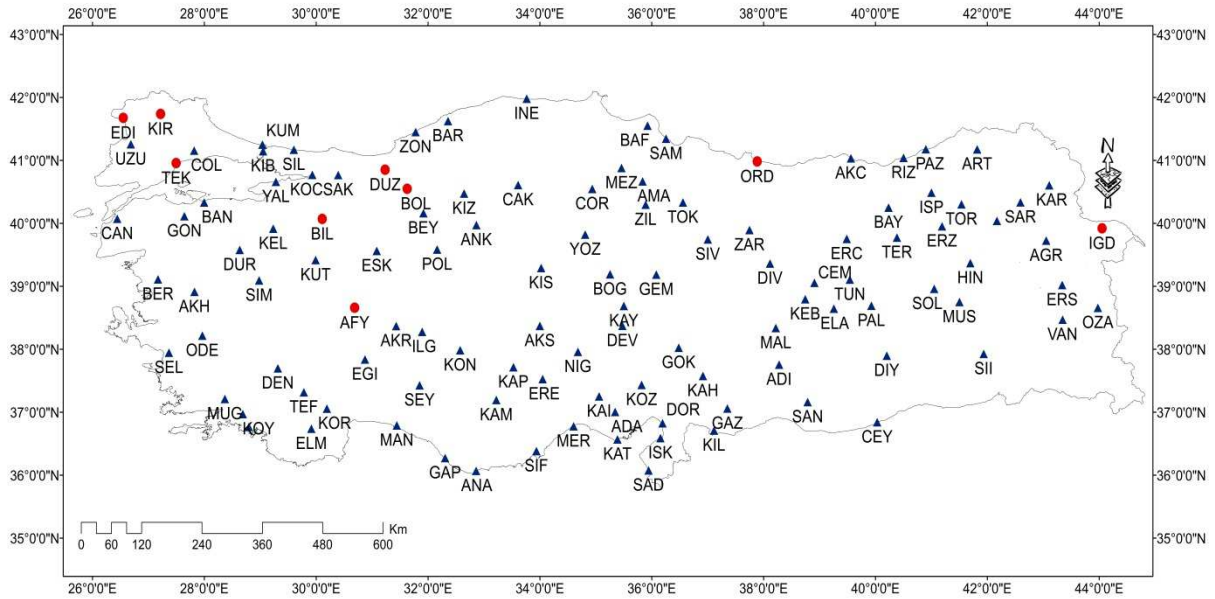 26°0'0"E 28°0'0"E 30°0'0"E 32°0'0"E 34°0'0"E 36°0'0"E 38°0'0"E 40°0'0"E 42°0'0"E 44°0'0"E
43°0'0"N 43°0'0"N
42°0'0"N 42°0'0"N
41°0'0"N 41°0'0"N
40°0'0"N 40°0'0"N
39°0'0"N 39°0'0"N
38°0'0"N 38°0'0"N
37°0'0"N 37°0'0"N
36°0'0"N 36°0'0"N
35°0'0"N 35°0'0"N
INE
EDI KIR KUM ZON BAR BAF SAM N
UZU COL KIB SIL PAZ ART
TEK YAL KOC SAK DUZ MEZ ORD AKC RIZ
BOL CAK COR AMA KAR
GON BAN KIZ ZIL TOK BAY ISP TOR SAR
CAN BIL BEY ANK ERZ IGD
KEL YOZ SIV ZAR ERC TER AGR
DUR KUT ESK POL DIV CEM HIN
BER SIM KIS BOG GEM TUN
AKH KEB ELA PAL SOL MUS ERS
AFY KAY OZA
ODE AKR ILG AKS DEV MAL VAN
SEL KON NIG GOK DIY SII
DEN EGI KAP ADI
TEF SEY ERE KOZ KAH
MUG KOR KAM KAI DOR SAN
KOY ELM MAN MER ADA GAZ CEY
GAP SIF KAT ISK KIL
ANA SAD
Km
0 60 120 240 360 480 600
26°0'0"E 28°0'0"E 30°0'0"E 32°0'0"E 34°0'0"E 36°0'0"E 38°0'0"E 40°0'0"E 42°0'0"E 44°0'0"E